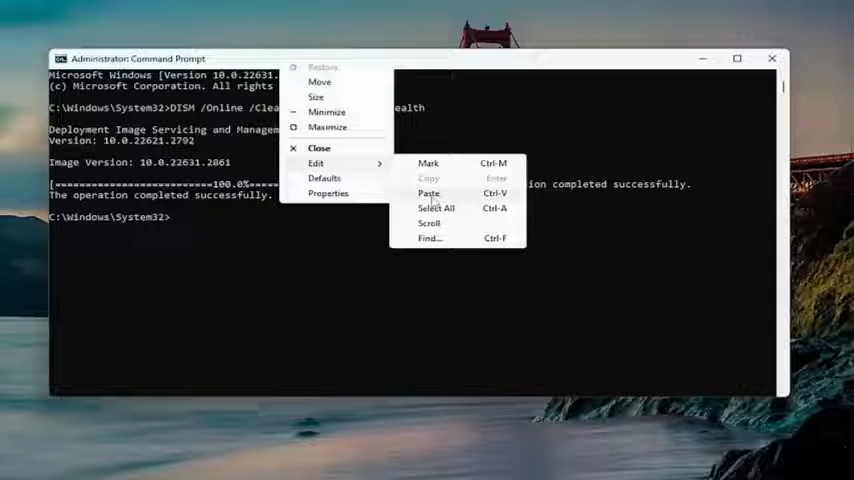 Administrator: Command Prompt
Microsoft Windows [Version 10.0.22631.
(c) Microsoft Corporation. All rights
C:\Windows\System32>DISM /Online /Clea
ealth
Deployment Image Servicing and Managem
Version: 10.0.22621.2792
Image Version: 10.0.22631.2861
[==========================100.0%=====
on completed successfully.
The operation completed successfully.
C:\Windows\System32>
Restore
Move
Size
Minimize
Maximize
Close
Edit
Defaults
Properties
Mark Ctrl-M
Copy Enter
Paste Ctrl-V
Select All Ctrl-A
Scroll
Find... Ctrl-F